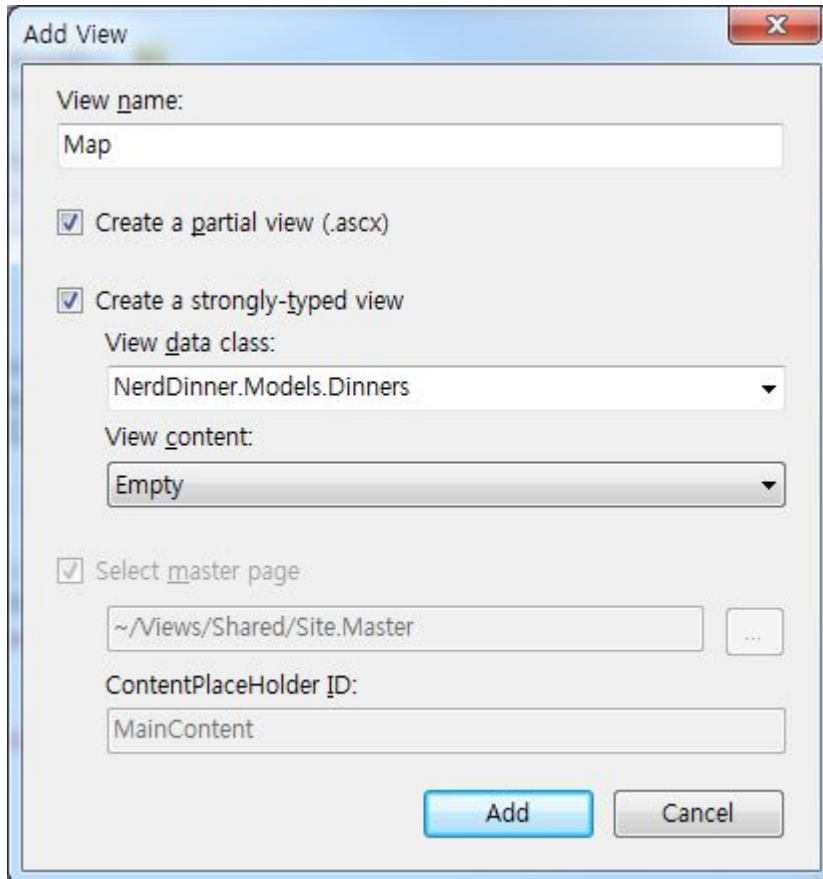 Add View
View name:
Map
Create a partial view (.ascx)
Create a strongly-typed view
View data class:
NerdDinner.Models.Dinners
View content:
Empty
Select master page
~/Views/Shared/Site.Master
...
ContentPlaceHolder ID:
MainContent
Add Cancel